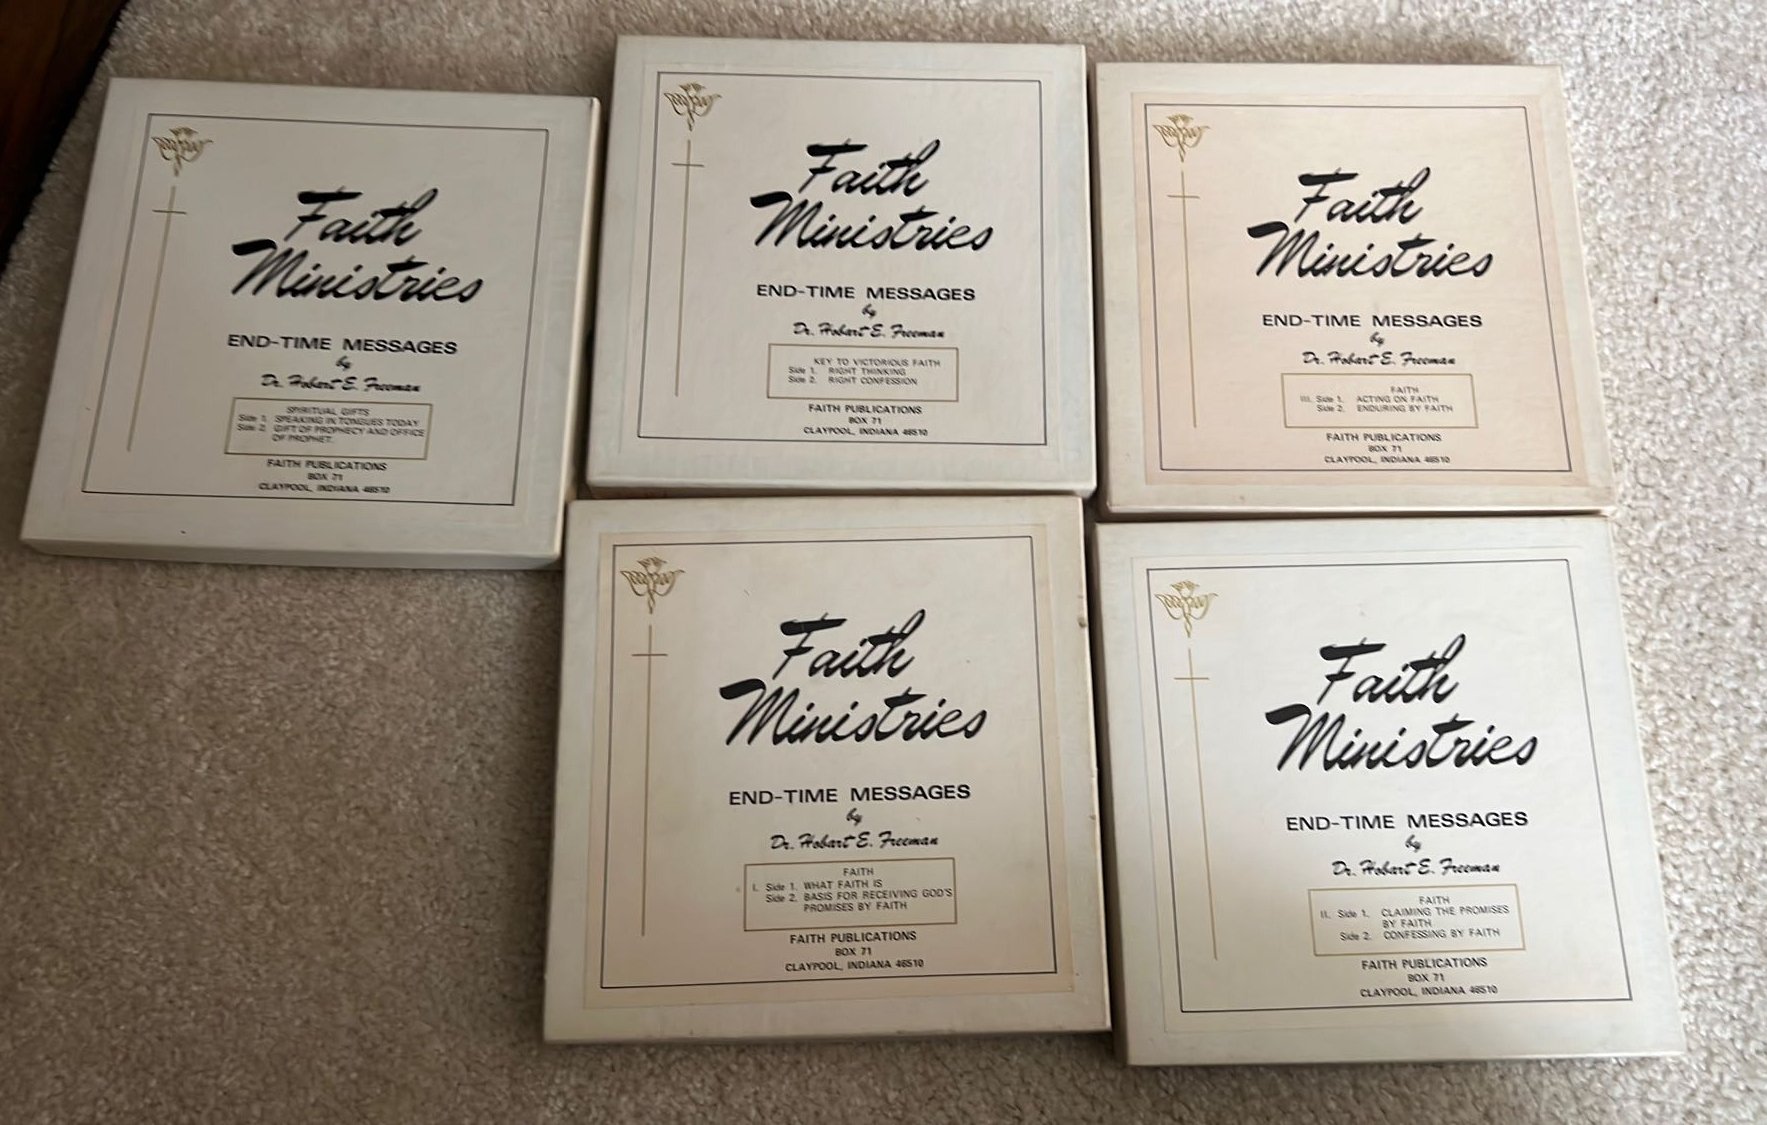 Faith
Ministries
END-TIME MESSAGES
by
Dr. Hobart E. Freeman
SPIRITUAL GIFTS
Side 1. SPEAKING IN TONGUES TODAY
Side 2. GIFT OF PROPHECY AND OFFICE
OF PROPHET.
FAITH PUBLICATIONS
BOX 71
CLAYPOOL, INDIANA 46510
Faith
Ministries
END-TIME MESSAGES
by
Dr. Hobart E. Freeman
KEY TO VICTORIOUS FAITH
Side 1. RIGHT THINKING
Side 2. RIGHT CONFESSION
FAITH PUBLICATIONS
BOX 71
CLAYPOOL, INDIANA 46510
Faith
Ministries
END-TIME MESSAGES
by
Dr. Hobart E. Freeman
FAITH
III. Side 1. ACTING ON FAITH
Side 2. ENDURING BY FAITH
FAITH PUBLICATIONS
BOX 71
CLAYPOOL, INDIANA 46510
Faith
Ministries
END-TIME MESSAGES
by
Dr. Hobart E. Freeman
FAITH
I. Side 1. WHAT FAITH IS
Side 2. BASIS FOR RECEIVING GOD'S
PROMISES BY FAITH
FAITH PUBLICATIONS
BOX 71
CLAYPOOL, INDIANA 46510
Faith
Ministries
END-TIME MESSAGES
by
Dr. Hobart E. Freeman
FAITH
II. Side 1. CLAIMING THE PROMISES
BY FAITH
Side 2. CONFESSING BY FAITH
FAITH PUBLICATIONS
BOX 71
CLAYPOOL, INDIANA 46510